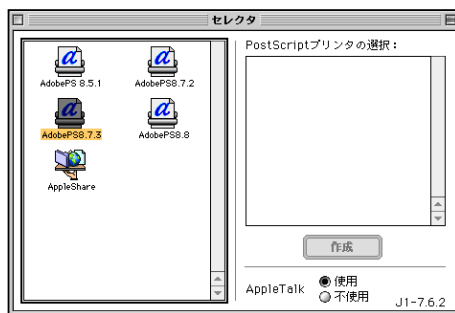 セレクタ
AdobePS 8.5.1
AdobePS8.7.2
AdobePS8.7.3
AdobePS8.8
AppleShare
PostScriptプリンタの選択：
作成
AppleTalk
使用
不使用
J1-7.6.2